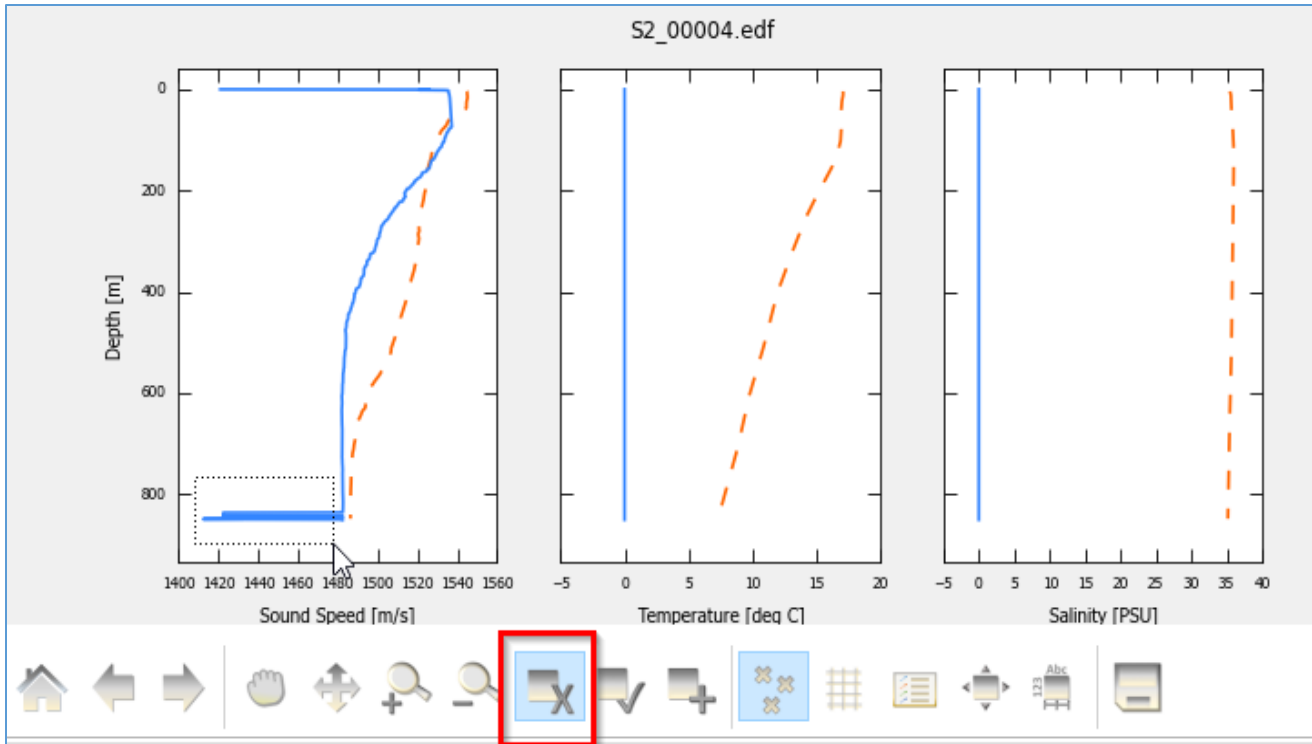 S2_00004.edf
0
200
400
600
800
Depth [m]
1400 1420 1440 1460 1480 1500 1520 1540 1560
Sound Speed [m/s]
-5 0 5 10 15 20
Temperature [deg C]
-5 0 5 10 15 20 25 30 35 40
Salinity [PSU]
Abc
123